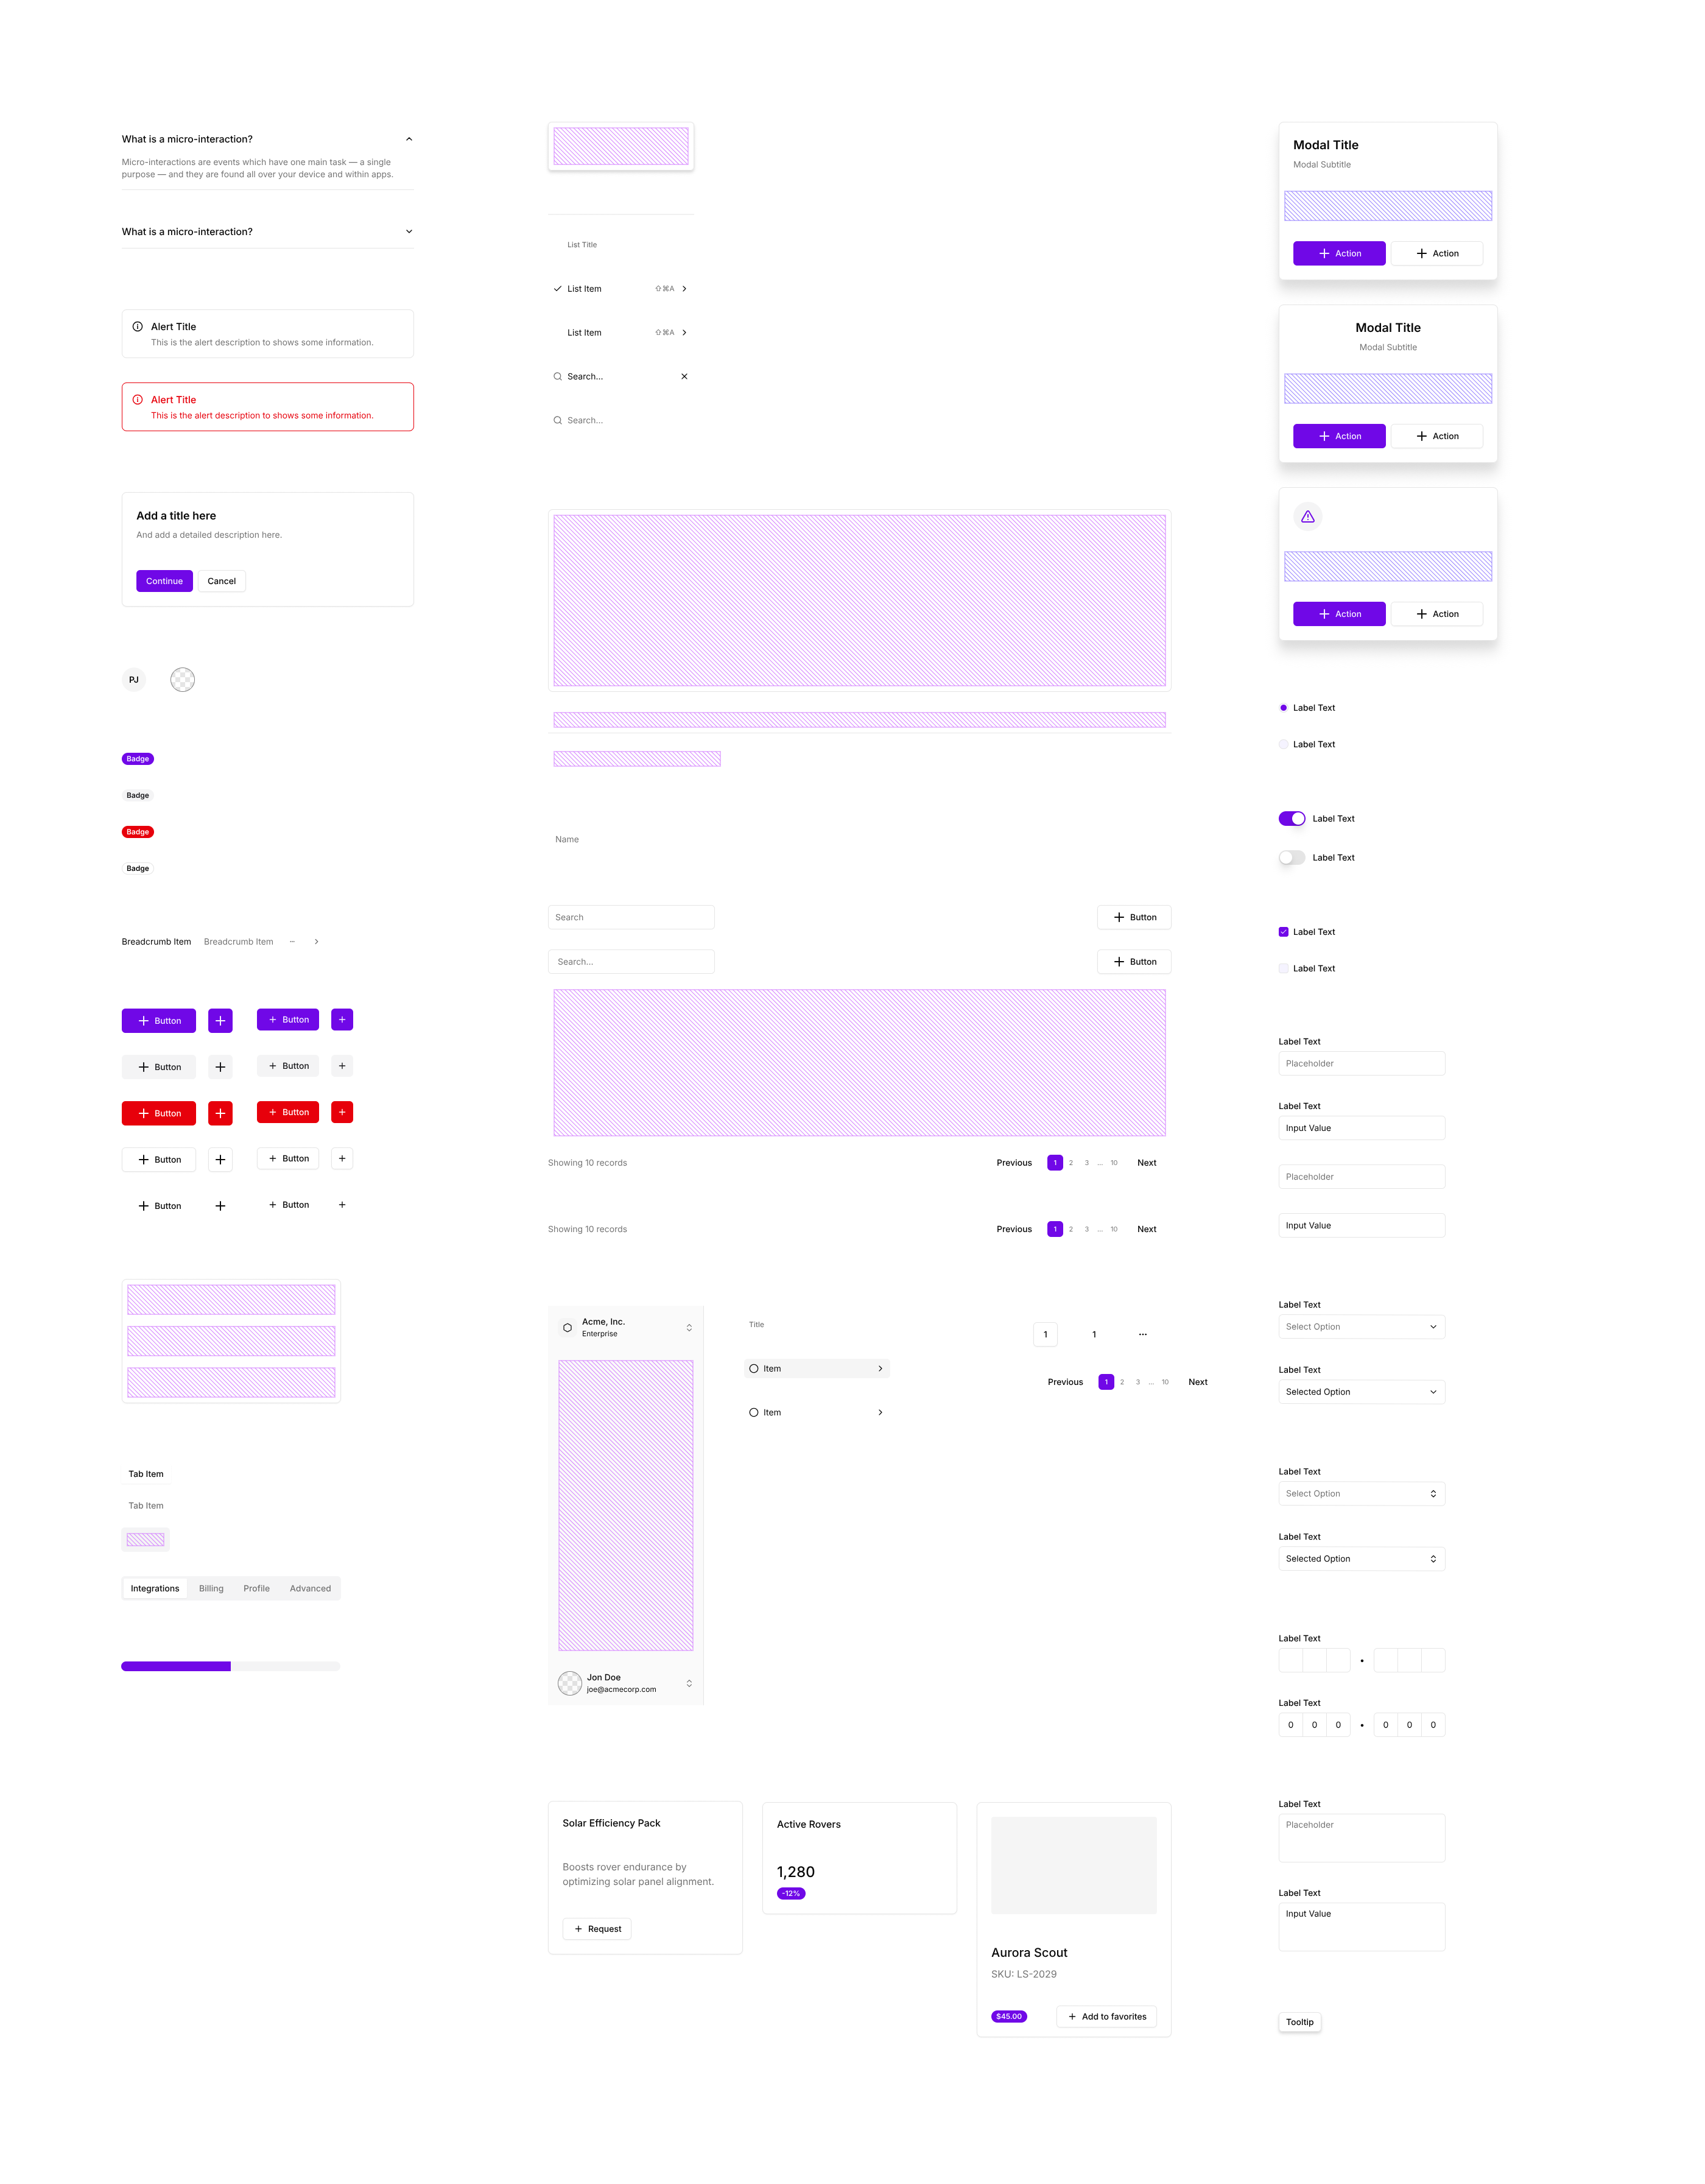 What is a micro-interaction?
Micro-interactions are events which have one main task — a single
purpose — and they are found all over your device and within apps.
What is a micro-interaction?
Alert Title
This is the alert description to shows some information.
Alert Title
This is the alert description to shows some information.
Add a title here
And add a detailed description here.
Continue Cancel
PJ
Badge
Badge
Badge
Badge
Breadcrumb Item Breadcrumb Item
Button Button
Button Button
Button Button
Button Button
Button Button
Tab Item
Tab Item
Integrations Billing Profile Advanced
List Title
List Item ⇧⌘A
List Item ⇧⌘A
Search...
Search...
Name
Search Button
Search... Button
Showing 10 records Previous 1 2 3 ... 10 Next
Showing 10 records Previous 1 2 3 ... 10 Next
Acme, Inc.
Enterprise
Jon Doe
joe@acmecorp.com
Title
Item
Item
1 1 ...
Previous 1 2 3 ... 10 Next
Solar Efficiency Pack
Boosts rover endurance by
optimizing solar panel alignment.
Request
Active Rovers
1,280
-12%
Aurora Scout
SKU: LS-2029
$45.00 Add to favorites
Modal Title
Modal Subtitle
Action Action
Modal Title
Modal Subtitle
Action Action
Action Action
Label Text
Label Text
Label Text
Label Text
Label Text
Label Text
Label Text
Placeholder
Label Text
Input Value
Placeholder
Input Value
Label Text
Select Option
Label Text
Selected Option
Label Text
Select Option
Label Text
Selected Option
Label Text
Label Text
0 0 0 • 0 0 0
Label Text
Placeholder
Label Text
Input Value
Tooltip